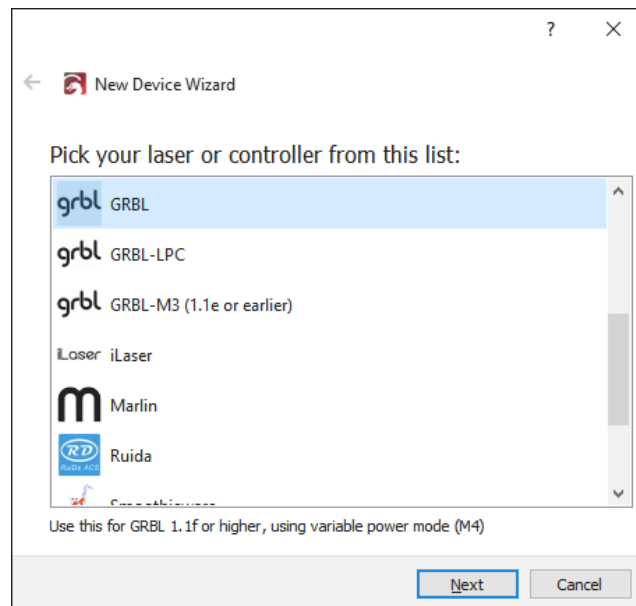 ?
New Device Wizard
Pick your laser or controller from this list:
grbl GRBL
grbl GRBL-LPC
grbl GRBL-M3 (1.1e or earlier)
iLaser iLaser
m Marlin
RD RuiDa ACS Ruida
Smoothieware
Use this for GRBL 1.1f or higher, using variable power mode (M4)
Next Cancel